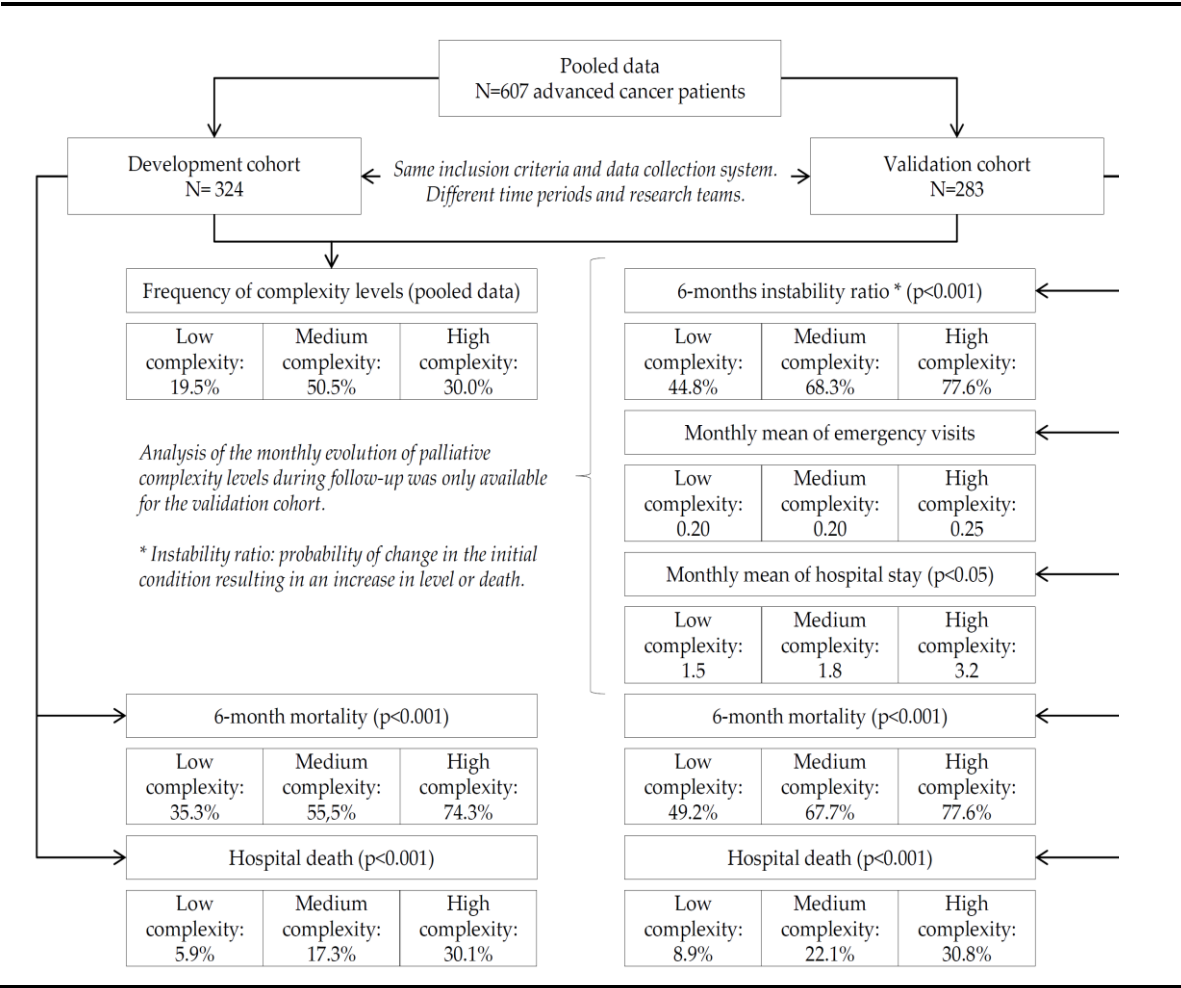 Pooled data
N=607 advanced cancer patients
Development cohort
N= 324
Same inclusion criteria and data collection system.
Different time periods and research teams.
Validation cohort
N=283
Frequency of complexity levels (pooled data)
Low
complexity:
19.5%
Medium
complexity:
50.5%
High
complexity:
30.0%
Analysis of the monthly evolution of palliative
complexity levels during follow-up was only available
for the validation cohort.
* Instability ratio: probability of change in the initial
condition resulting in an increase in level or death.
6-months instability ratio * (p<0.001)
Low
complexity:
44.8%
Medium
complexity:
68.3%
High
complexity:
77.6%
Monthly mean of emergency visits
Low
complexity:
0.20
Medium
complexity:
0.20
High
complexity:
0.25
Monthly mean of hospital stay (p<0.05)
Low
complexity:
1.5
Medium
complexity:
1.8
High
complexity:
3.2
6-month mortality (p<0.001)
Low
complexity:
35.3%
Medium
complexity:
55,5%
High
complexity:
74.3%
Hospital death (p<0.001)
Low
complexity:
5.9%
Medium
complexity:
17.3%
High
complexity:
30.1%
6-month mortality (p<0.001)
Low
complexity:
49.2%
Medium
complexity:
67.7%
High
complexity:
77.6%
Hospital death (p<0.001)
Low
complexity:
8.9%
Medium
complexity:
22.1%
High
complexity:
30.8%